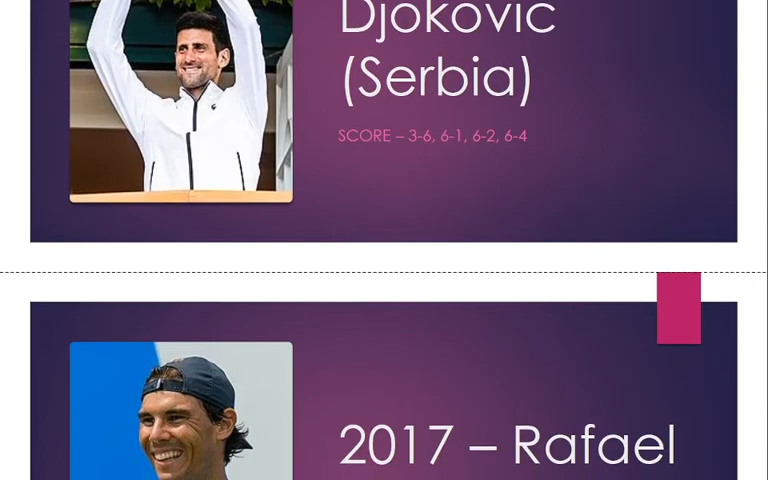 Djokovic
(Serbia)
SCORE – 3-6, 6-1, 6-2, 6-4
2017 – Rafael